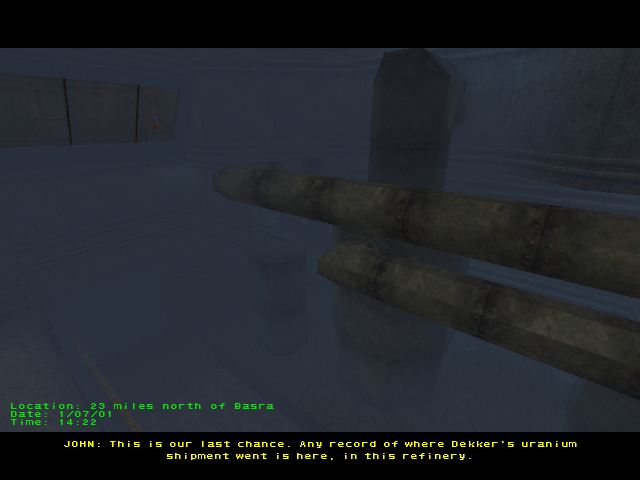 Location: 23 miles north of Basra
Date: 1/07/01
Time: 14:22
JOHN: This is our last chance. Any record of where Dekker's uranium
shipment went is here, in this refinery.